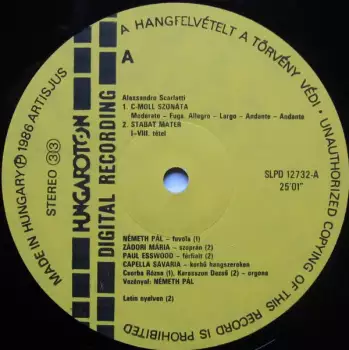 A HANGFELVÉTELT A TÖRVÉNY VÉDI · UNAUTHORIZED COPYING OF THIS RECORD IS PROHIBITED
MADE IN HUNGARY Ⓟ 1986 ARTISJUS
STEREO 33
HUNGAROTON
DIGITAL RECORDING
A
Alessandro Scarlatti
1. C-MOLL SZONÁTA
Moderato - Fuga. Allegro - Largo - Andante - Andante
2. STABAT MATER
I-VIII. tétel
SLPD 12732-A
25'01"
NÉMETH PÁL - fuvola (1)
ZÁDORI MÁRIA - szoprán (2)
PAUL ESSWOOD - férfialt (2)
CAPELLA SAVARIA - korhű hangszereken
Csorba Rózsa (1), Karasszon Dezső (2) - orgona
Vezényel: NÉMETH PÁL
Latin nyelven (2)